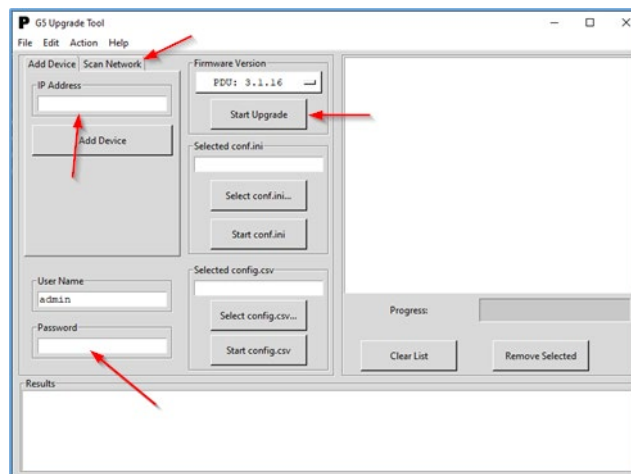 P G5 Upgrade Tool
File Edit Action Help
Add Device Scan Network
IP Address
Add Device
User Name
admin
Password
Firmware Version
PDU: 3.1.16
Start Upgrade
Selected conf.ini
Select conf.ini...
Start conf.ini
Selected config.csv
Select config.csv...
Start config.csv
Progress:
Clear List Remove Selected
Results